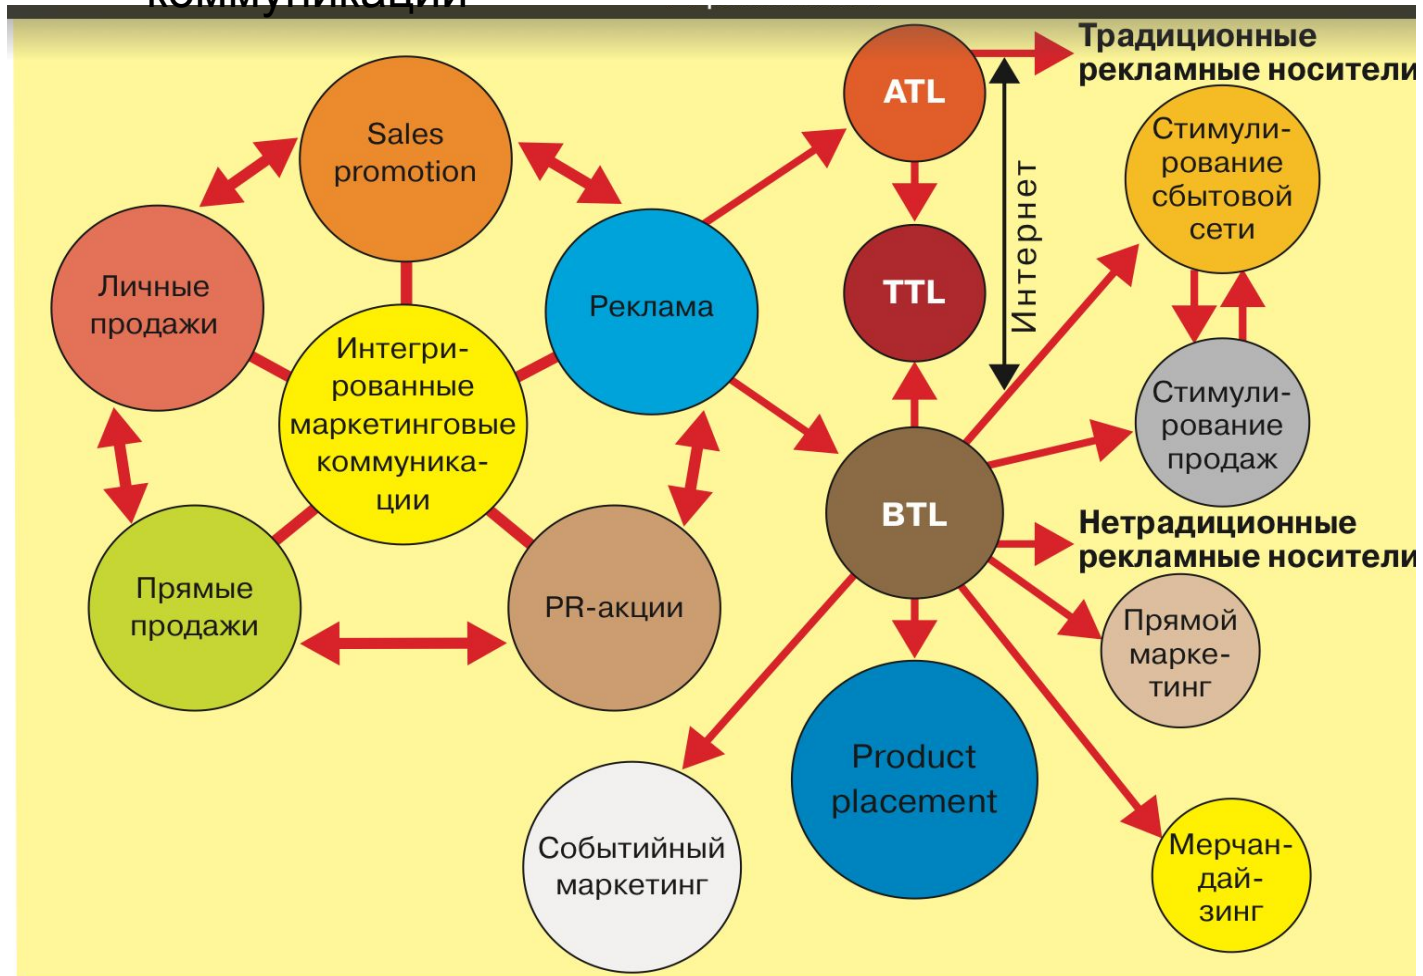 коммуникации
Традиционные
рекламные носители
ATL
Стимули-
рование
сбытовой
сети
Sales
promotion
Интернет
TTL
Личные
продажи
Реклама
Интегри-
рованные
маркетинговые
коммуника-
ции
Стимули-
рование
продаж
BTL
Нетрадиционные
рекламные носители
Прямые
продажи
PR-акции
Прямой
марке-
тинг
Product
placement
Событийный
маркетинг
Мерчан-
дай-
зинг